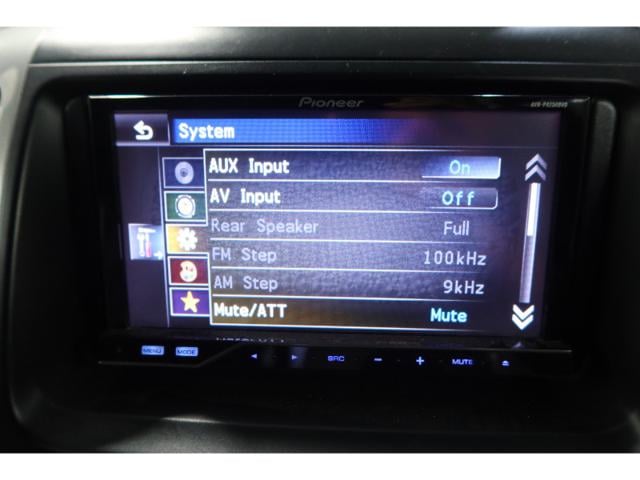 Pioneer
System
AUX Input On
AV Input Off
Rear Speaker Full
FM Step 100kHz
AM Step 9kHz
Mute/ATT Mute
MENU MODE SRC - + MUTE